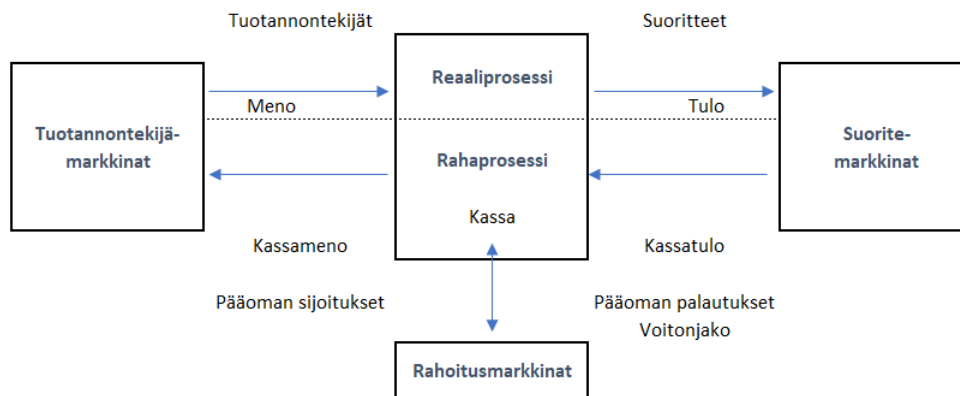 Tuotannontekijät
Suoritteet
Reaaliprosessi
Meno
Tulo
Tuotannontekijä-
markkinat
Rahaprosessi
Suorite-
markkinat
Kassa
Kassameno
Kassatulo
Pääoman sijoitukset
Pääoman palautukset
Voitonjako
Rahoitusmarkkinat